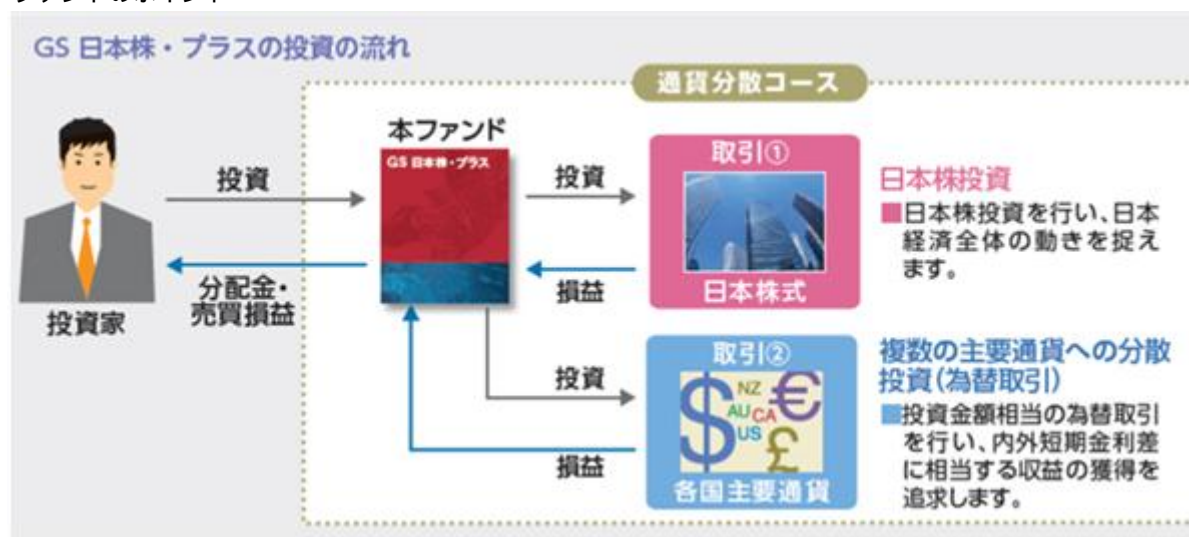 GS 日本株・プラスの投資の流れ
通貨分散コース
本ファンド
GS 日本株・プラス
投資
分配金・
売買損益
投資家
投資
損益
取引①
日本株式
日本株投資
■日本株投資を行い、日本
経済全体の動きを捉え
ます。
投資
損益
取引②
$
NZ
€
AU
CA
US
£
各国主要通貨
複数の主要通貨への分散
投資(為替取引)
■投資金額相当の為替取引
を行い、内外短期金利差
に相当する収益の獲得を
追求します。